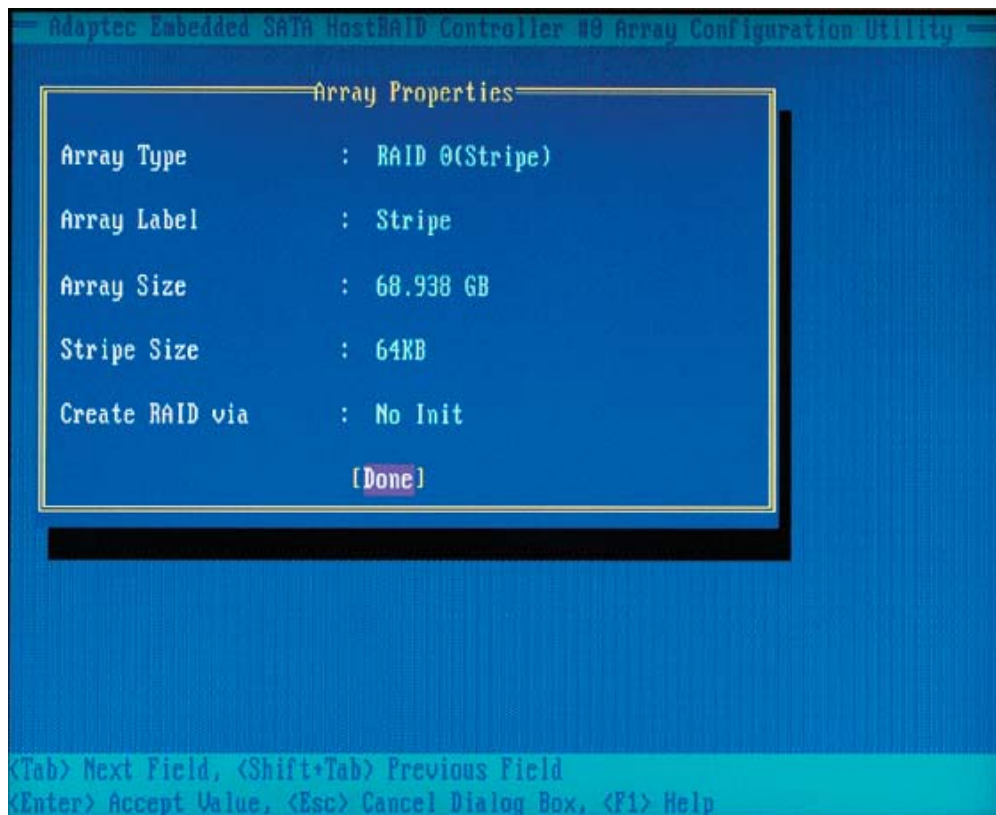 Adaptec Embedded SATA HostRAID Controller #0 Array Configuration Utility
Array Properties
Array Type : RAID 0(Stripe)
Array Label : Stripe
Array Size : 68.938 GB
Stripe Size : 64KB
Create RAID via : No Init
[Done]
<Tab> Next Field, <Shift+Tab> Previous Field
<Enter> Accept Value, <Esc> Cancel Dialog Box, <F1> Help